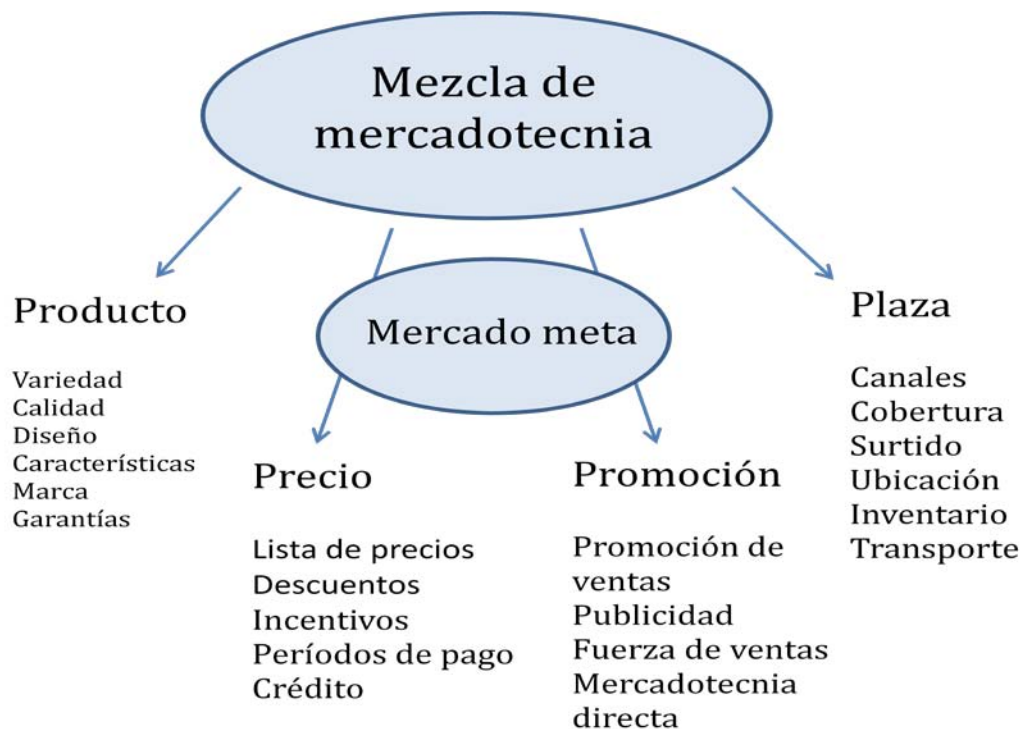 Mezcla de
mercadotecnia
Mercado meta
Producto
Variedad
Calidad
Diseño
Características
Marca
Garantías
Precio
Lista de precios
Descuentos
Incentivos
Períodos de pago
Crédito
Promoción
Promoción de
ventas
Publicidad
Fuerza de ventas
Mercadotecnia
directa
Plaza
Canales
Cobertura
Surtido
Ubicación
Inventario
Transporte